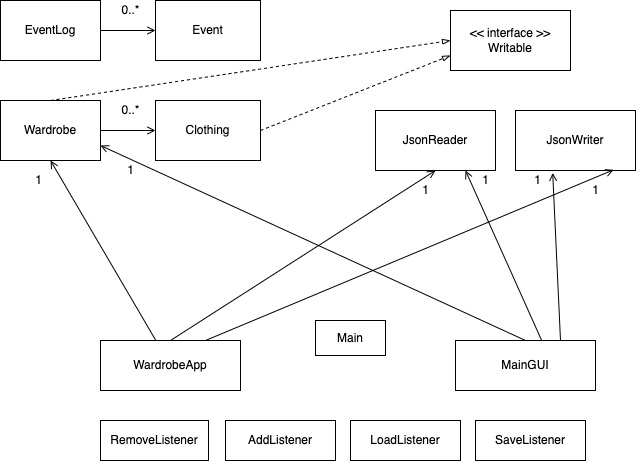 EventLog
0..*
Event
<< interface >>
Writable
Wardrobe
0..*
Clothing
JsonReader
JsonWriter
1
1
1
1
1
1
Main
WardrobeApp
MainGUI
RemoveListener
AddListener
LoadListener
SaveListener